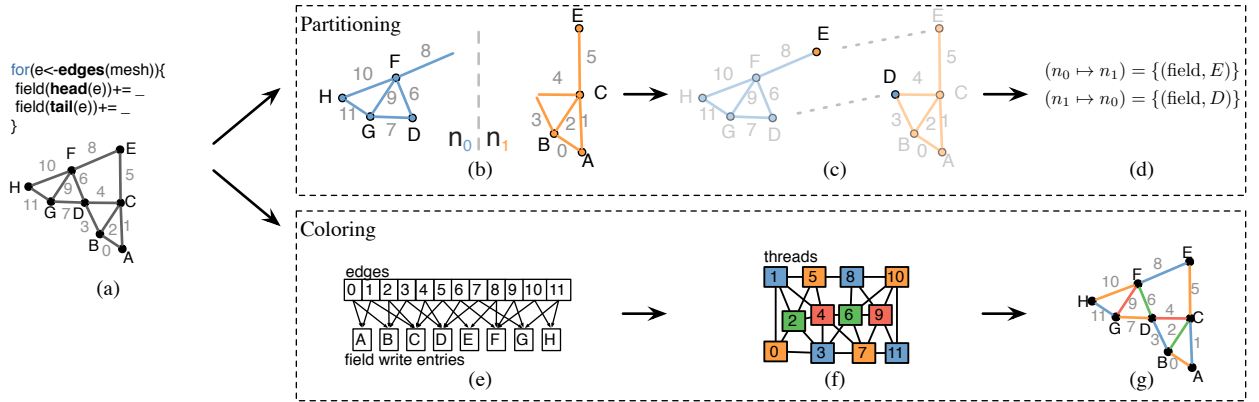 for(e<-edges(mesh)){
field(head(e))+= _
field(tail(e))+= _
}
8
E
F
10
6
5
H
9
4
C
11
G
7
D
3
2
1
B
0
A
(a)
Partitioning
8
F
10
6
H
9
11
G
7
D
n0
n1
E
5
4
C
3
2
1
B
0
A
(b)
8
E
F
10
6
H
9
11
G
7
D
E
5
4
D
C
3
2
1
B
0
A
(c)
(n0 ↦ n1) = {(field, E)}
(n1 ↦ n0) = {(field, D)}
(d)
Coloring
edges
0 1 2 3 4 5 6 7 8 9 10 11
A B C D E F G H
field write entries
(e)
threads
1 5 8 10
2 4 6 9
0 3 7 11
(f)
E
8
F
10
6
5
H
9
4
C
11
G
7
D
3
2
1
B
0
A
(g)